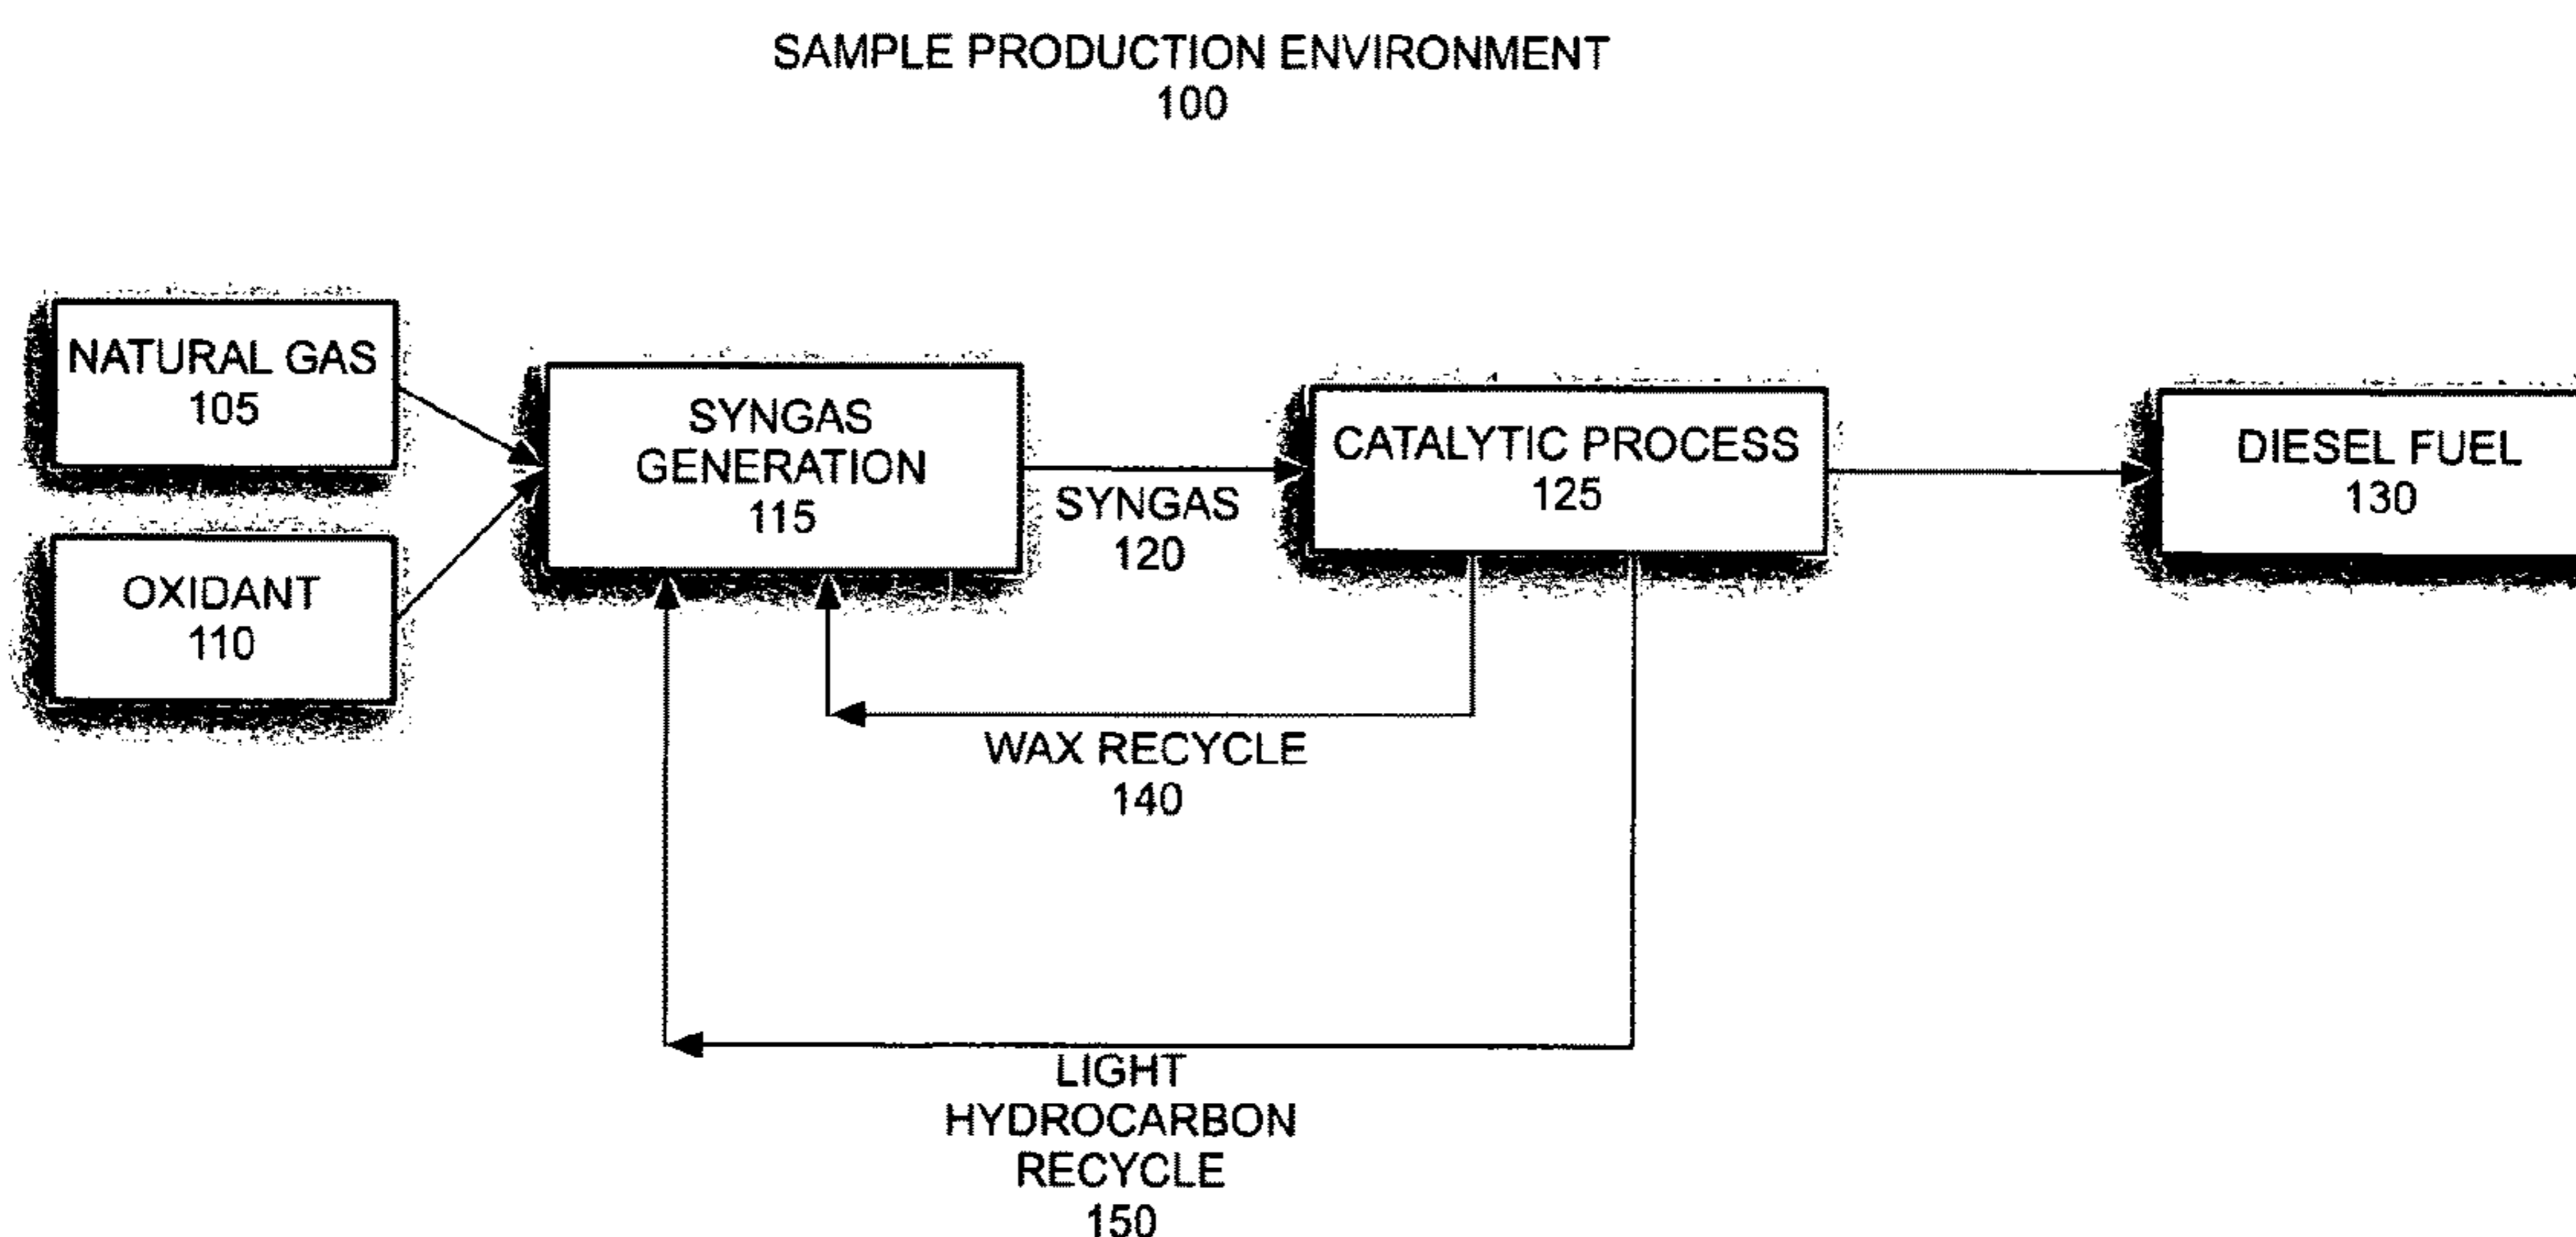 SAMPLE PRODUCTION ENVIRONMENT
100
NATURAL GAS
105
OXIDANT
110
SYNGAS
GENERATION
115
SYNGAS
120
CATALYTIC PROCESS
125
DIESEL FUEL
130
WAX RECYCLE
140
LIGHT
HYDROCARBON
RECYCLE
150